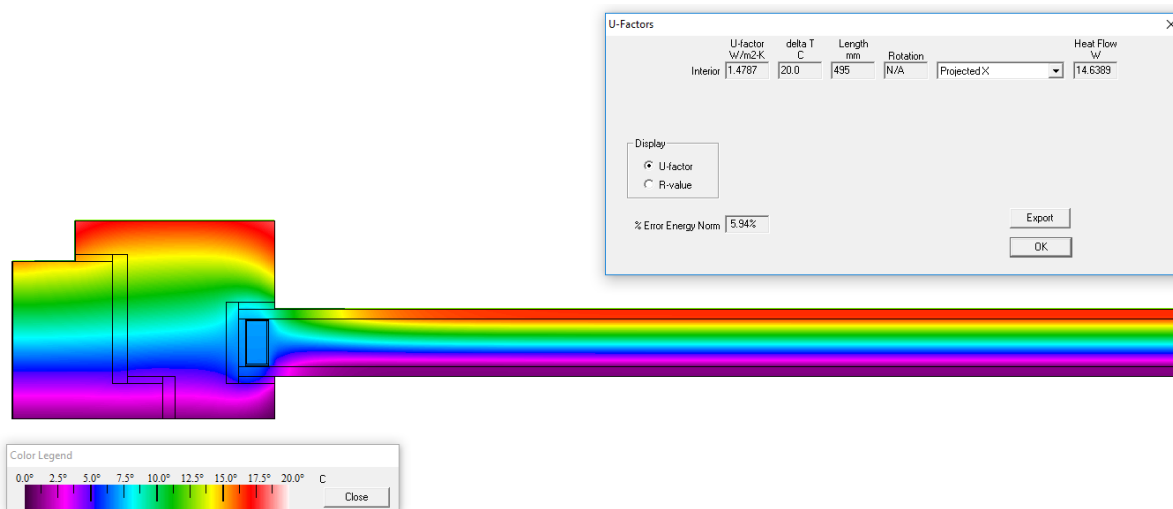 U-Factors
U-factor delta T Length Heat Flow
W/m2-K C mm Rotation W
Interior 1.4787 20.0 495 N/A Projected X 14.6389
Display
U-factor
R-value
% Error Energy Norm 5.94%
Export
OK
Color Legend
0.0° 2.5° 5.0° 7.5° 10.0° 12.5° 15.0° 17.5° 20.0° C
Close